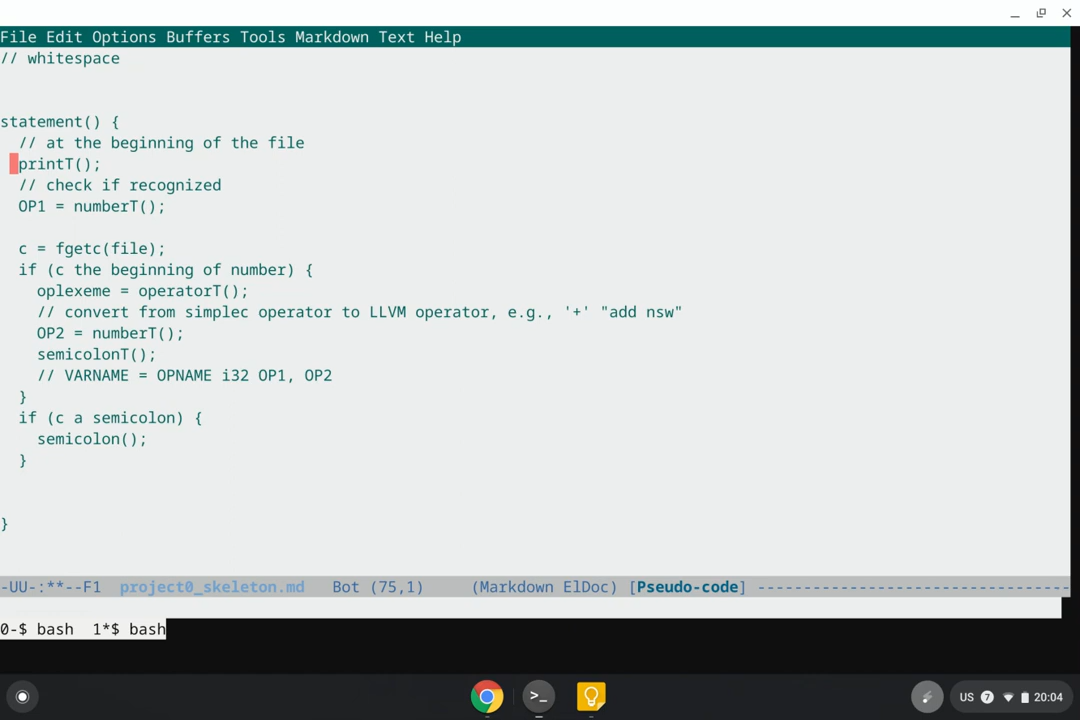 File Edit Options Buffers Tools Markdown Text Help
// whitespace
statement() {
// at the beginning of the file
printT();
// check if recognized
OP1 = numberT();
c = fgetc(file);
if (c the beginning of number) {
oplexeme = operatorT();
// convert from simplec operator to LLVM operator, e.g., '+' "add nsw"
OP2 = numberT();
semicolonT();
// VARNAME = OPNAME i32 OP1, OP2
}
if (c a semicolon) {
semicolon();
}
}
-UU-:**--F1  project0_skeleton.md   Bot (75,1)     (Markdown ElDoc) [Pseudo-code] ----------------------------------
0-$ bash  1*$ bash
>_
US 7 20:04